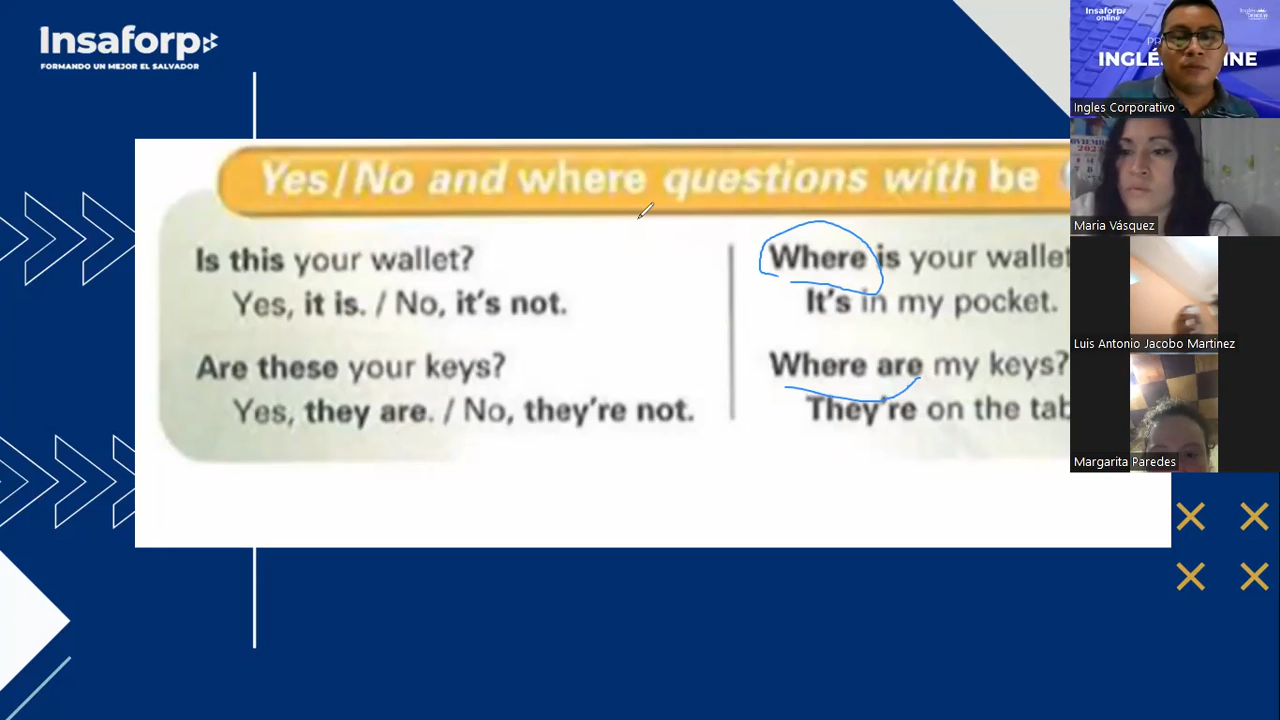 Insaforp
FORMANDO UN MEJOR EL SALVADOR
Yes/No and where questions with be
Is this your wallet?
Yes, it is. / No, it's not.
Are these your keys?
Yes, they are. / No, they're not.
Where is your wallet
It's in my pocket.
Where are my keys?
They're on the tab
Insaforp
online
INGLÉS
INE
Ingles Corporativo
2021
Maria Vásquez
Luis Antonio Jacobo Martinez
Margarita Paredes